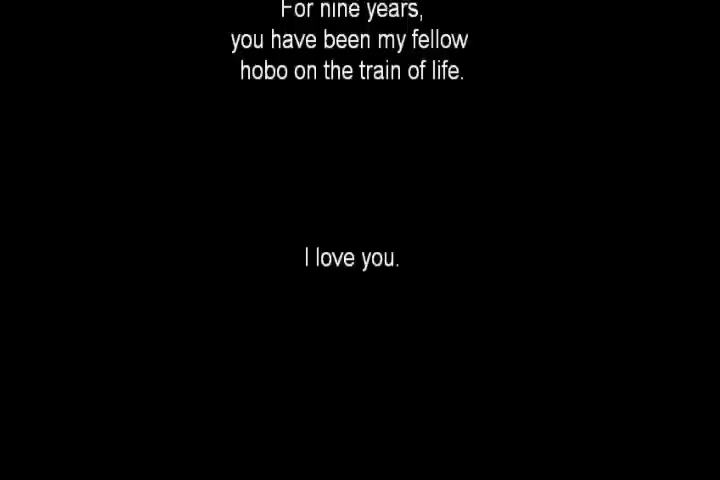 For nine years,
you have been my fellow
hobo on the train of life.
I love you.